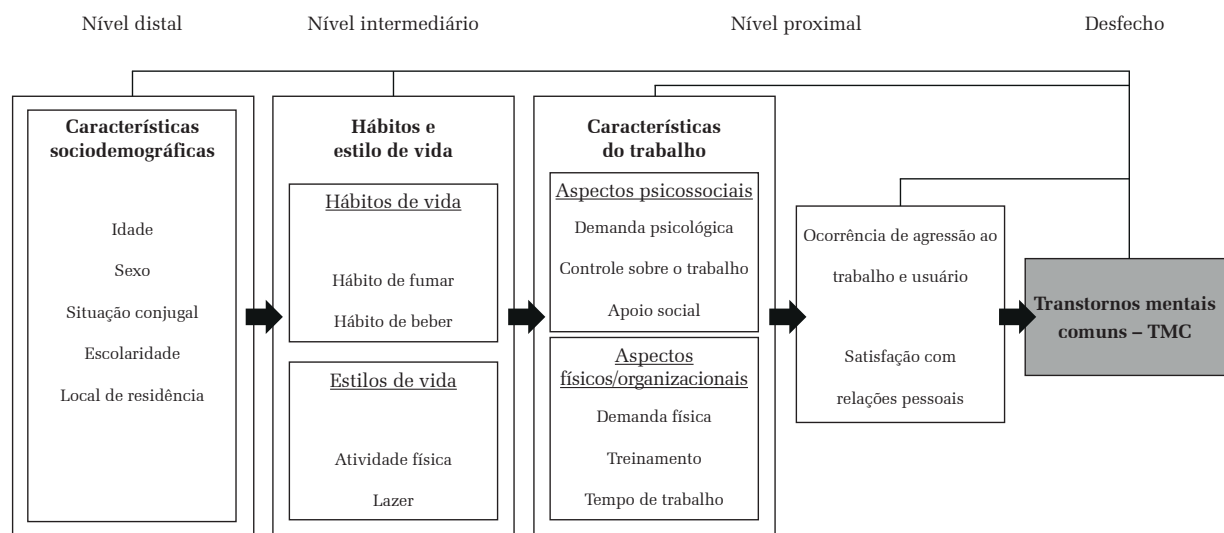 Nível distal
Nível intermediário
Nível proximal
Desfecho
Características
sociodemográficas
Idade
Sexo
Situação conjugal
Escolaridade
Local de residência
Hábitos e
estilo de vida
Hábitos de vida
Hábito de fumar
Hábito de beber
Estilos de vida
Atividade física
Lazer
Características
do trabalho
Aspectos psicossociais
Demanda psicológica
Controle sobre o trabalho
Apoio social
Aspectos
físicos/organizacionais
Demanda física
Treinamento
Tempo de trabalho
Ocorrência de agressão ao
trabalho e usuário
Satisfação com
relações pessoais
Transtornos mentais
comuns – TMC